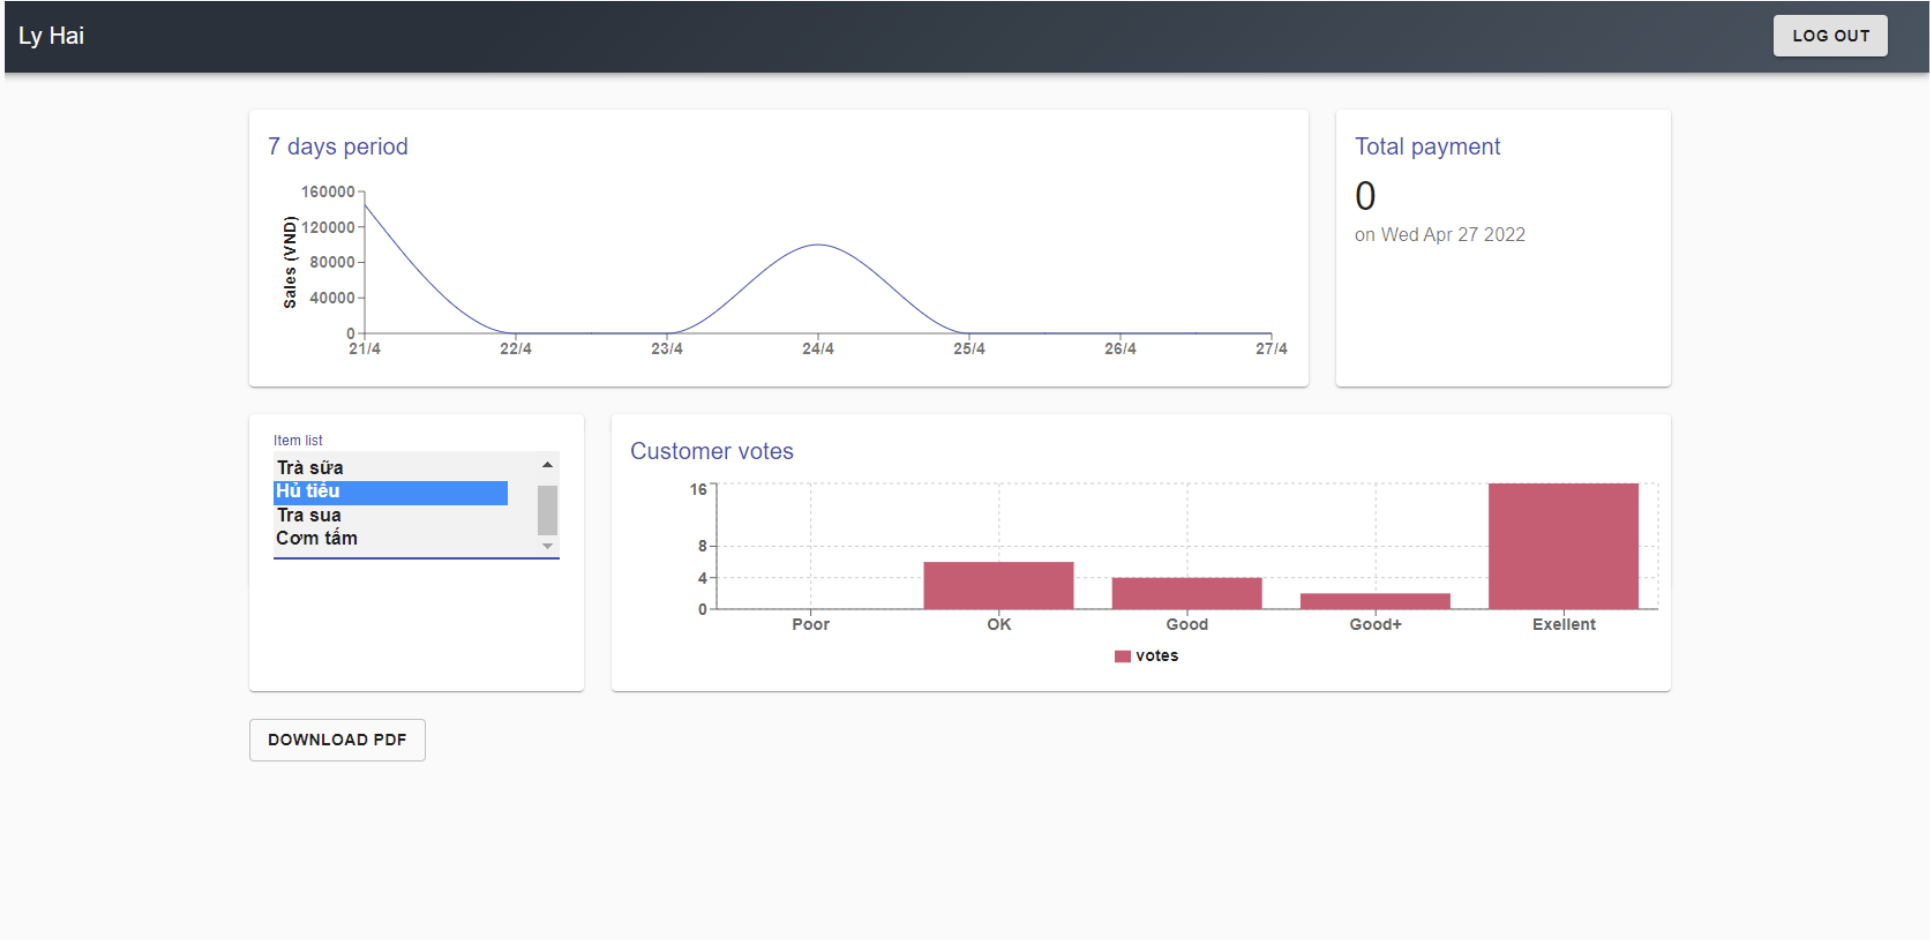 Ly Hai
LOG OUT
7 days period
160000
120000
80000
40000
0
Sales (VND)
21/4 22/4 23/4 24/4 25/4 26/4 27/4
Total payment
0
on Wed Apr 27 2022
Item list
Trà sữa
Hủ tiếu
Tra sua
Cơm tấm
Customer votes
16
8
4
0
Poor OK Good Good+ Exellent
votes
DOWNLOAD PDF